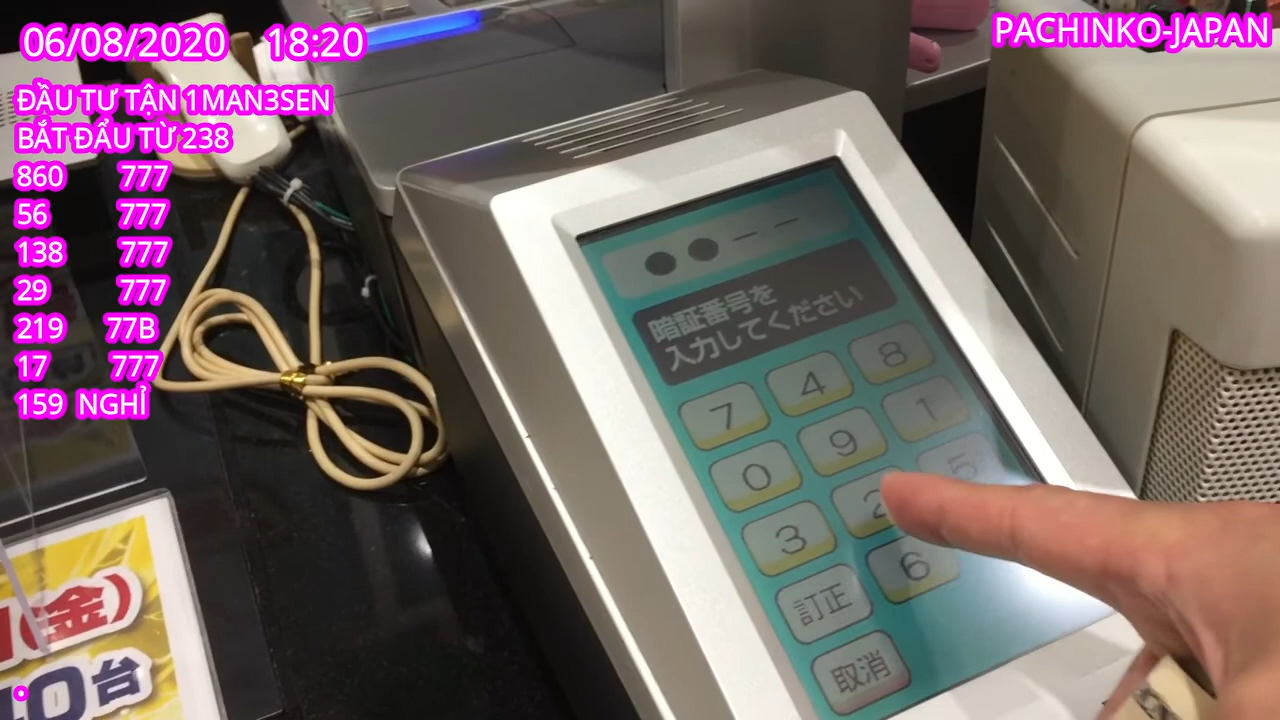 06/08/2020 18:20
PACHINKO-JAPAN
ĐẦU TƯ TẬN 1MAN3SEN
BẮT ĐẨU TỪ 238
860 777
56 777
138 777
29 777
219 77B
17 777
159 NGHỈ
暗証番号を
入力してください
7 4 8
0 9 1
3 2 5
6
訂正
取消
(金)
台